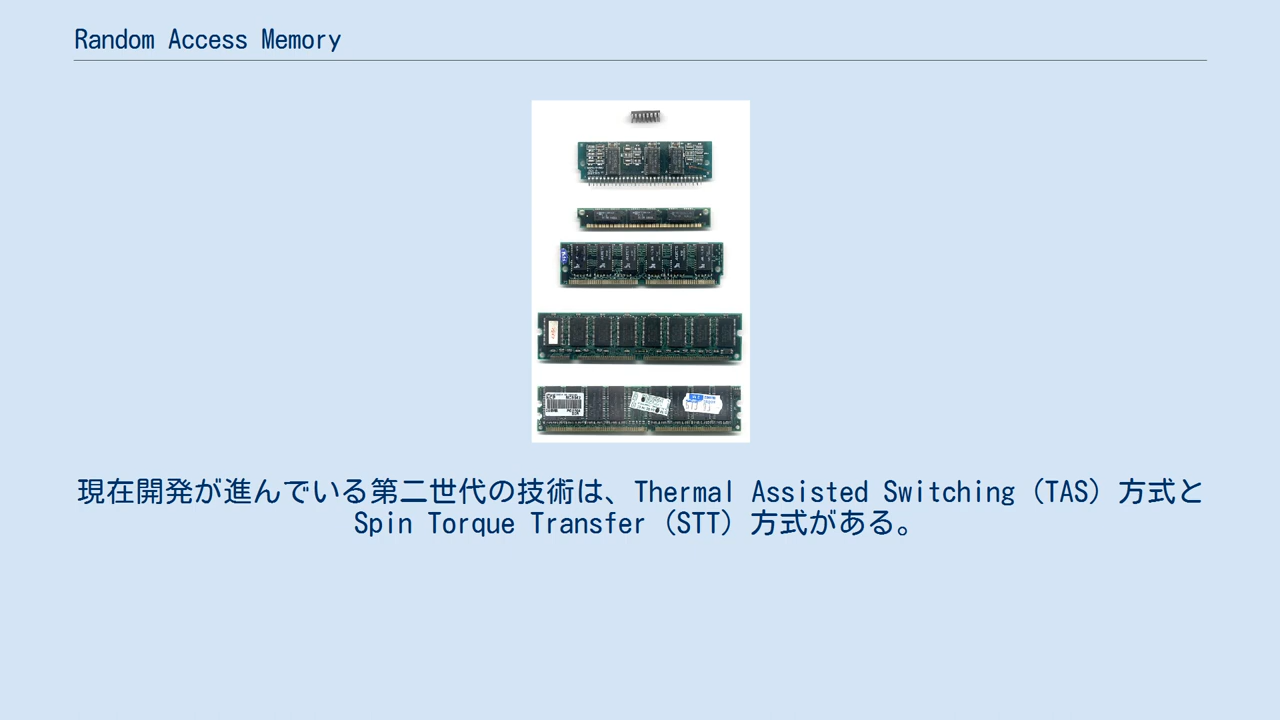 Random Access Memory
現在開発が進んでいる第二世代の技術は、Thermal Assisted Switching（TAS）方式と
Spin Torque Transfer（STT）方式がある。